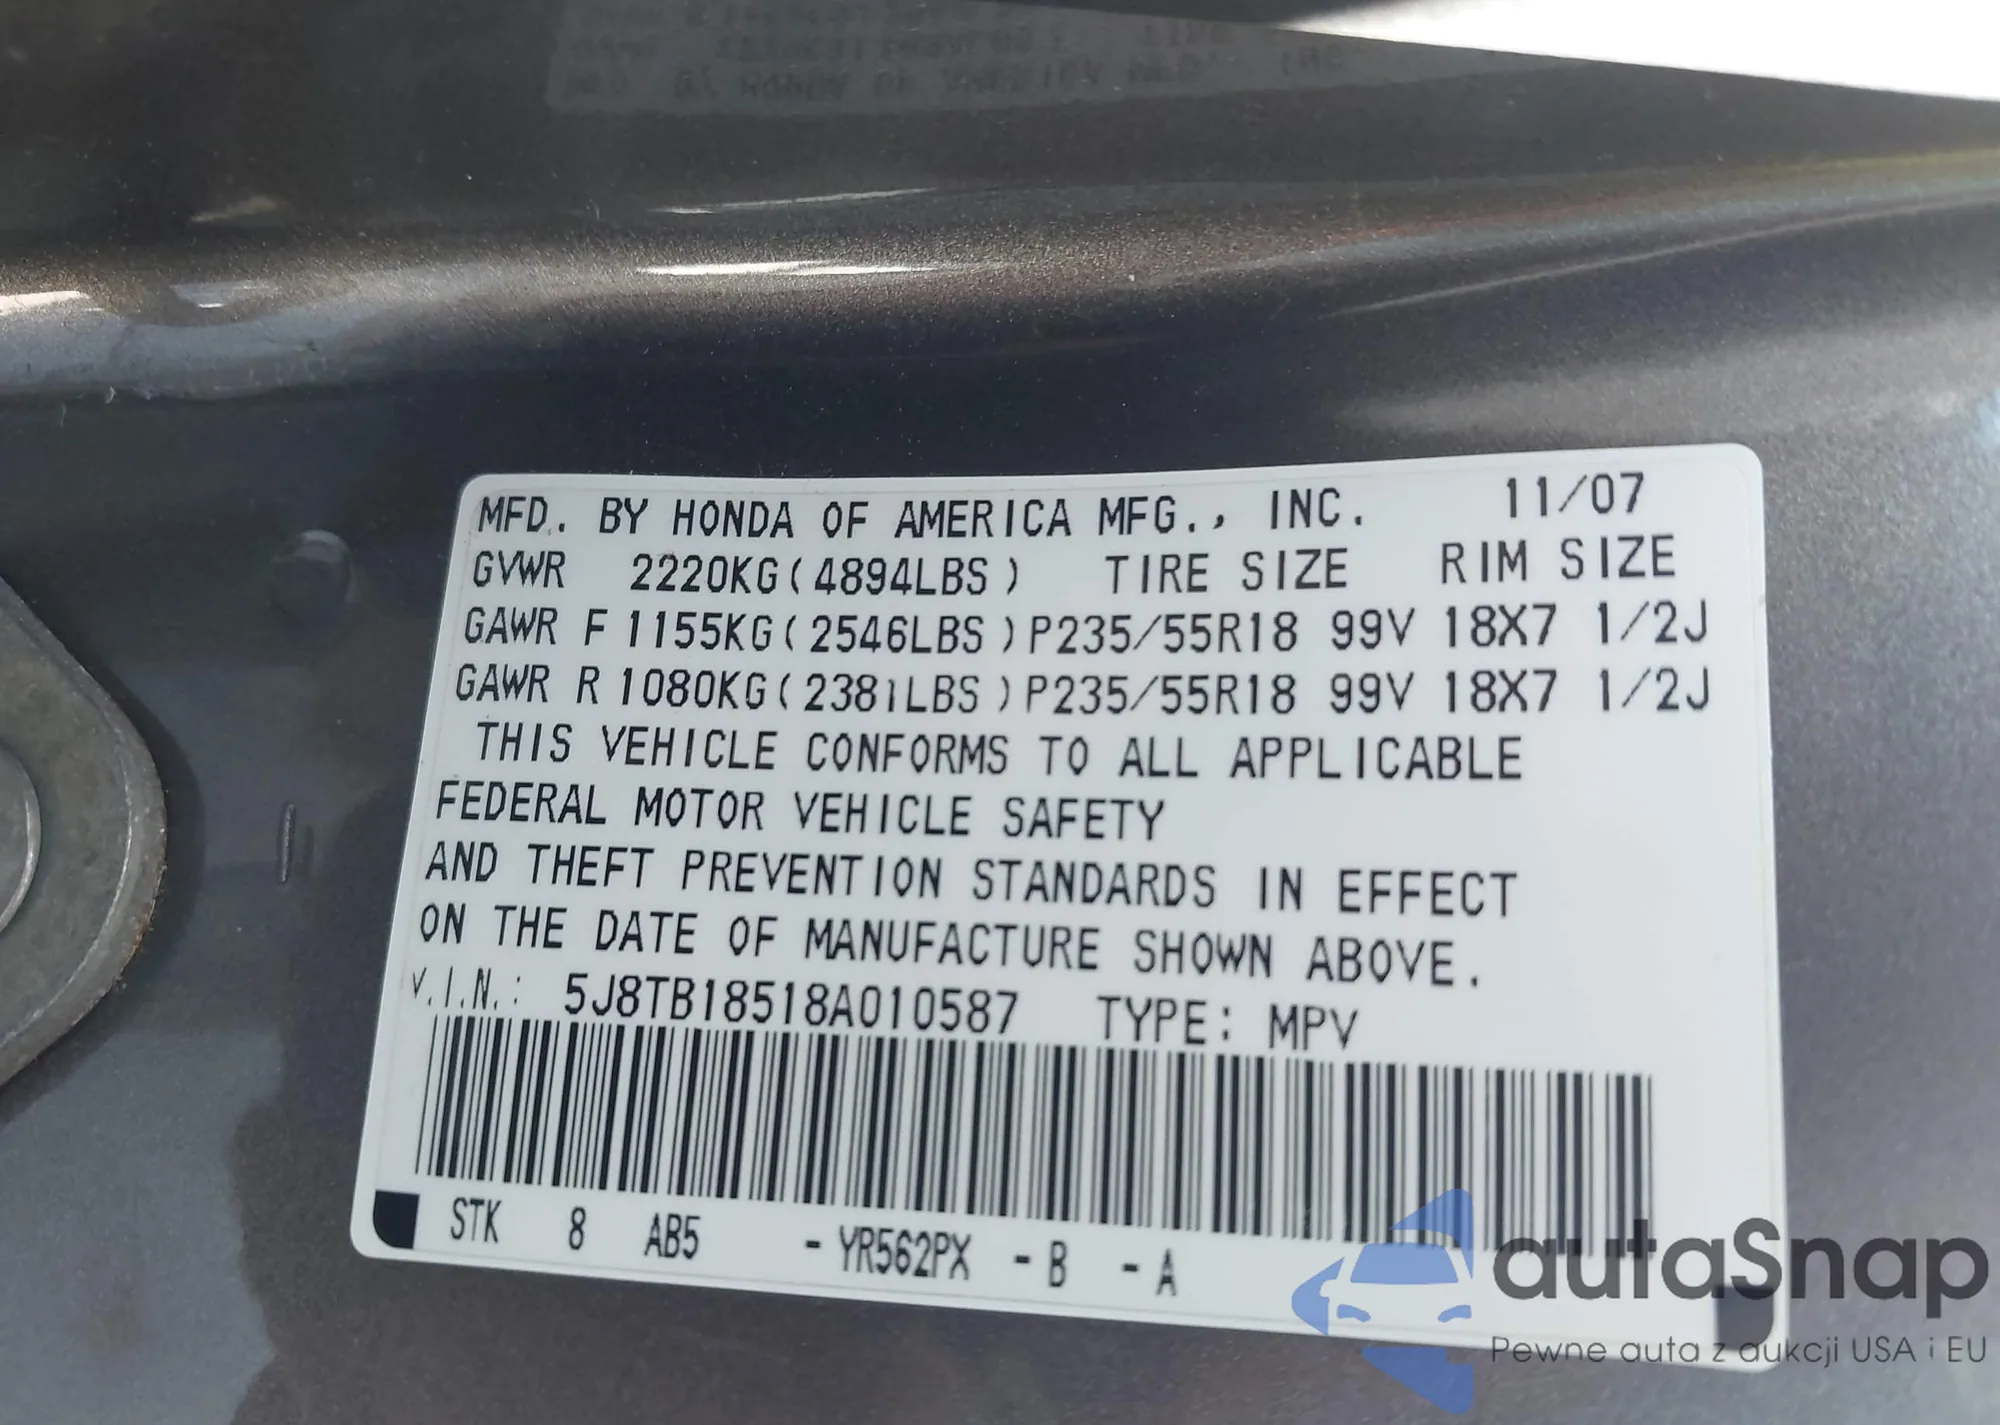 MFD. BY HONDA OF AMERICA MFG., INC. 11/07
GVWR 2220KG(4894LBS) TIRE SIZE RIM SIZE
GAWR F 1155KG(2546LBS)P235/55R18 99V 18X7 1/2J
GAWR R 1080KG(2381LBS)P235/55R18 99V 18X7 1/2J
THIS VEHICLE CONFORMS TO ALL APPLICABLE
FEDERAL MOTOR VEHICLE SAFETY
AND THEFT PREVENTION STANDARDS IN EFFECT
ON THE DATE OF MANUFACTURE SHOWN ABOVE.
V.I.N.: 5J8TB18518A010587 TYPE: MPV
STK 8 AB5 - YR562PX - B - A
autaSnap
Pewne auta z aukcji USA i EU